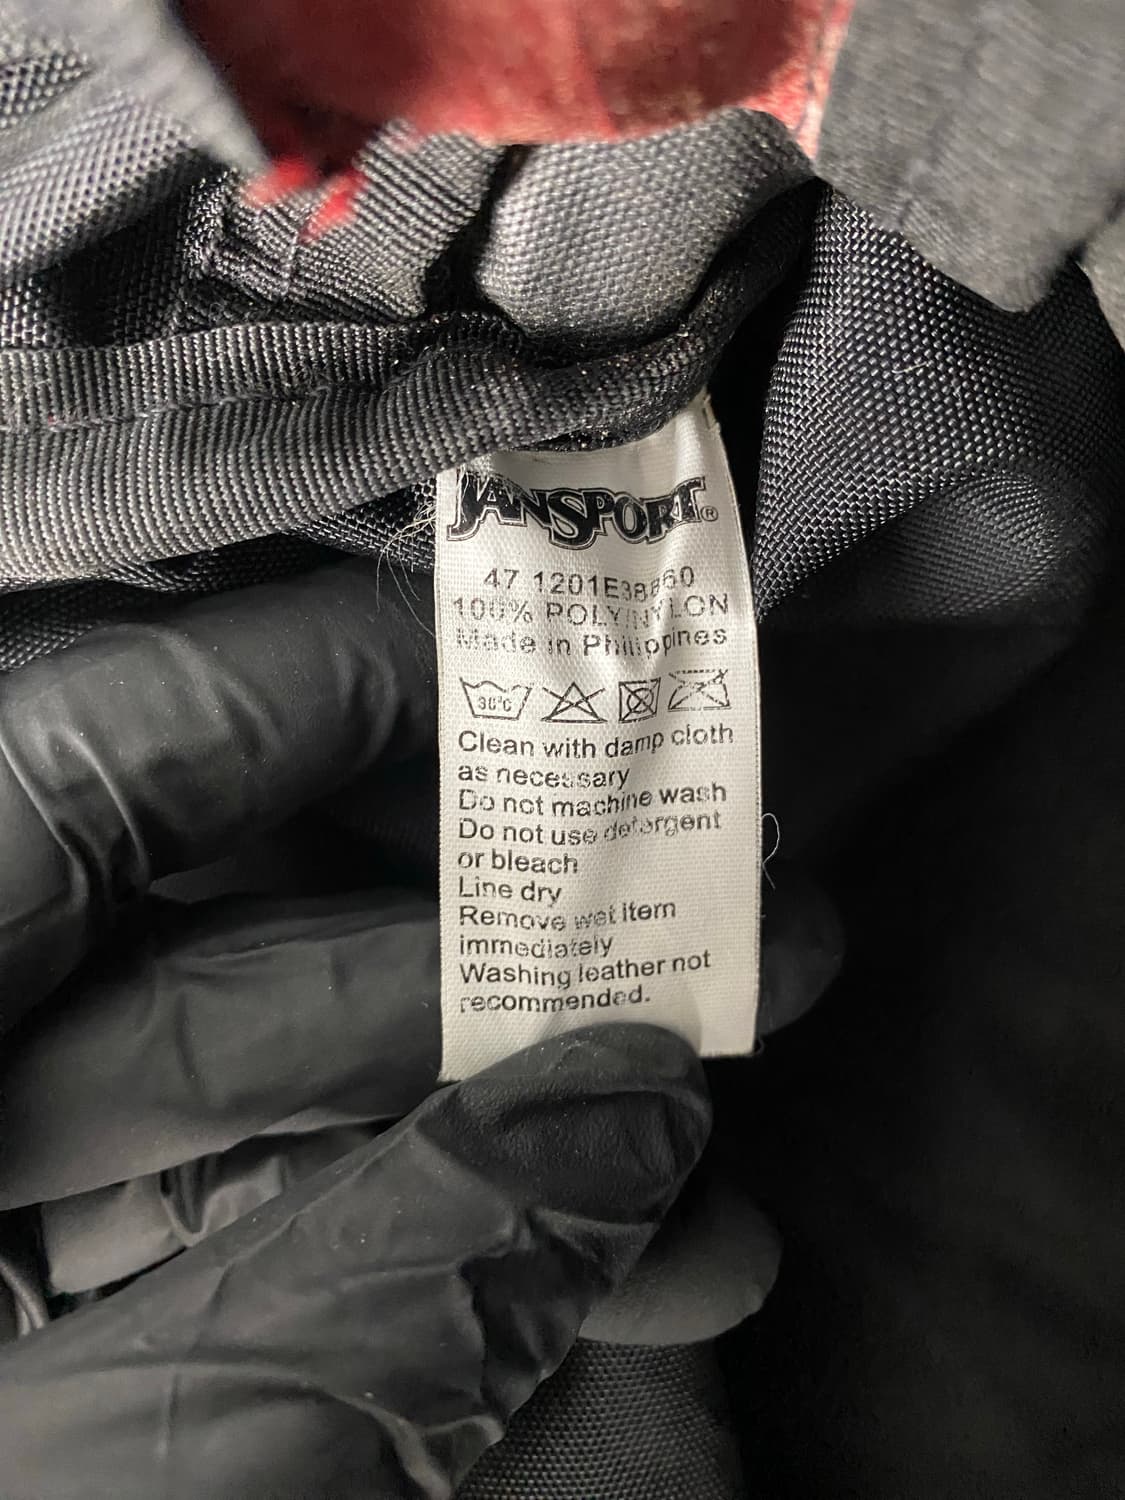 JANSPORT®
47 1201E38860
100% POLY/NYLON
Made in Philippines
30°C
Clean with damp cloth
as necessary
Do not machine wash
Do not use detergent
or bleach
Line dry
Remove wet item
immediately
Washing leather not
recommended.